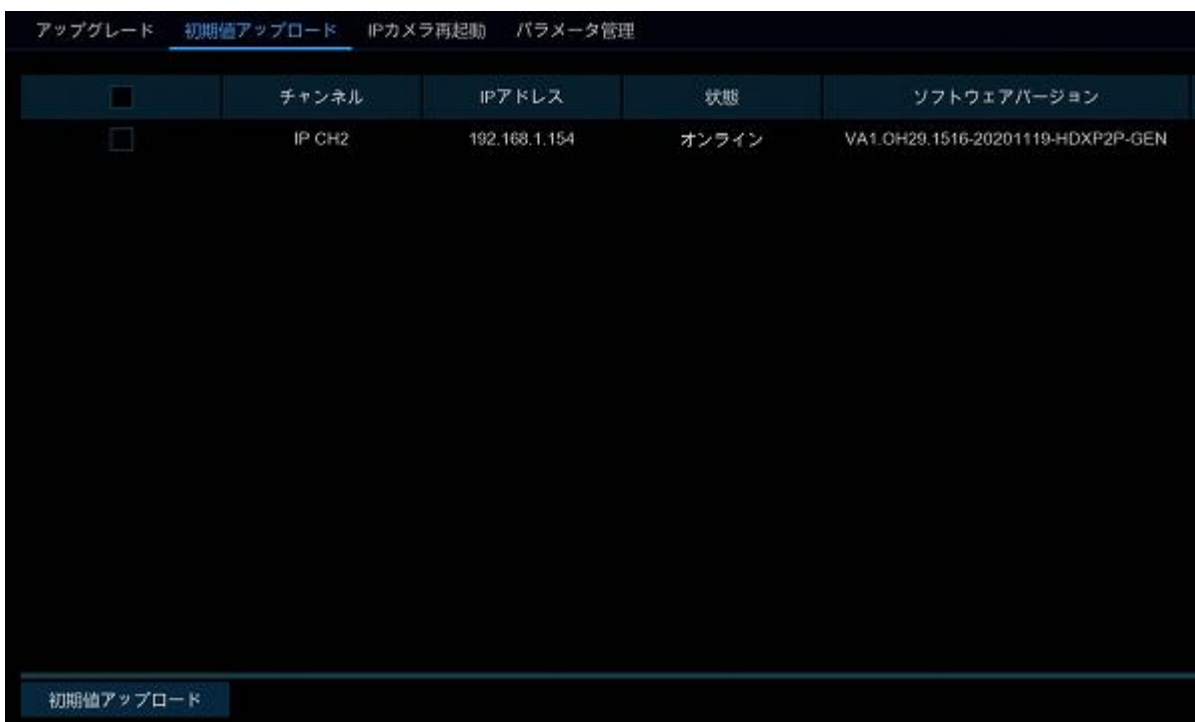 アップグレード 初期値アップロード IPカメラ再起動 パラメータ管理
チャンネル IPアドレス 状態 ソフトウェアバージョン
IP CH2 192.168.1.154 オンライン VA1.OH29.1516-20201119-HDXP2P-GEN
初期値アップロード